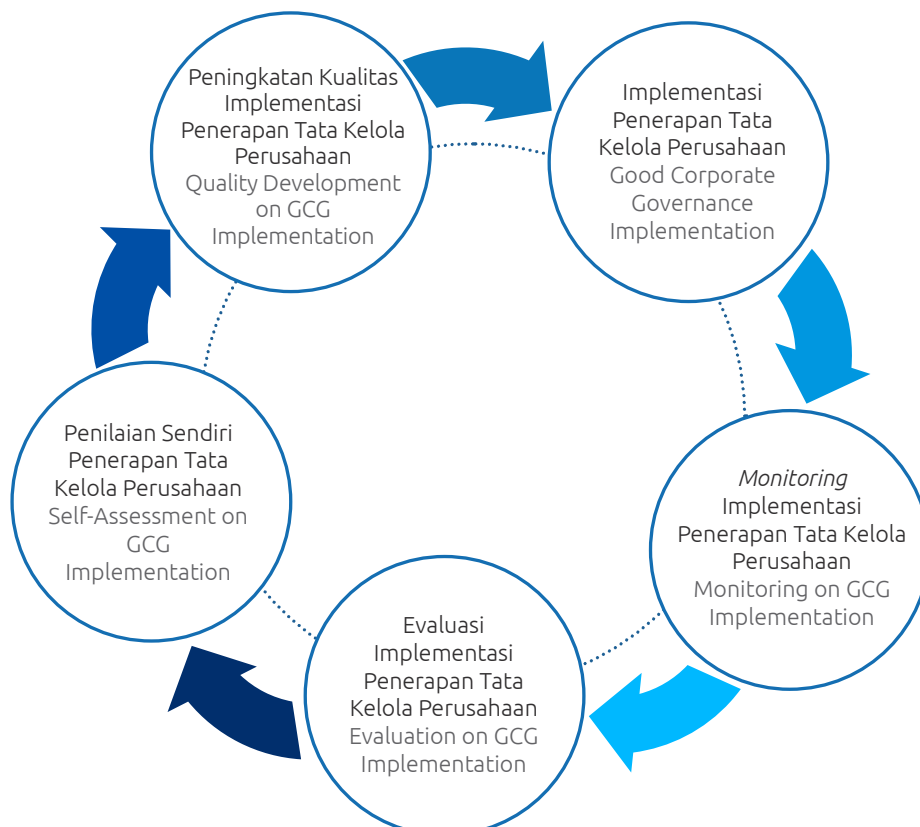 Peningkatan Kualitas
Implementasi
Penerapan Tata Kelola
Perusahaan
Quality Development
on GCG
Implementation
Implementasi
Penerapan Tata
Kelola Perusahaan
Good Corporate
Governance
Implementation
Monitoring
Implementasi
Penerapan Tata Kelola
Perusahaan
Monitoring on GCG
Implementation
Evaluasi
Implementasi
Penerapan Tata
Kelola Perusahaan
Evaluation on GCG
Implementation
Penilaian Sendiri
Penerapan Tata
Kelola Perusahaan
Self-Assessment on
GCG
Implementation